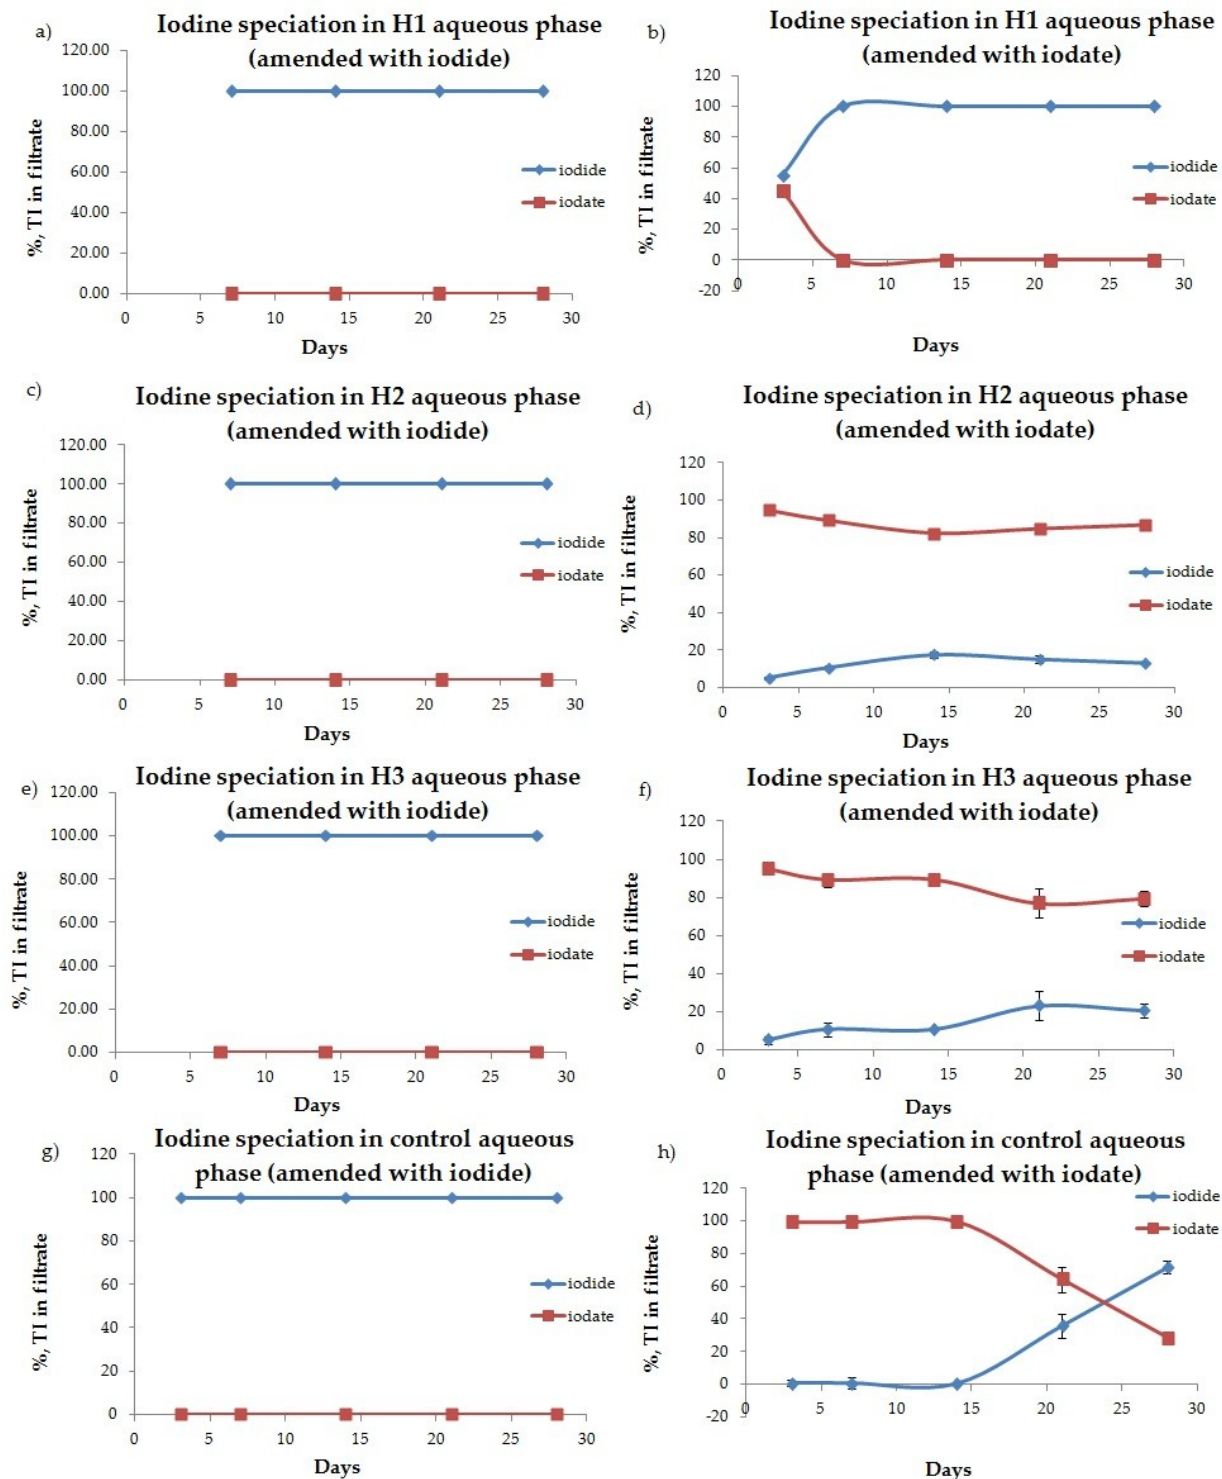 a)
Iodine speciation in H1 aqueous phase
(amended with iodide)
%, TI in filtrate
120.00
100.00
80.00
60.00
40.00
20.00
0.00
0 5 10 15 20 25 30
Days
iodide
iodate
b)
Iodine speciation in H1 aqueous phase
(amended with iodate)
%, TI in filtrate
120
100
80
60
40
20
0
-20
0 5 10 15 20 25 30
Days
iodide
iodate
c)
Iodine speciation in H2 aqueous phase
(amended with iodide)
%, TI in filtrate
120.00
100.00
80.00
60.00
40.00
20.00
0.00
0 5 10 15 20 25 30
Days
iodide
iodate
d)
Iodine speciation in H2 aqueous phase
(amended with iodate)
%, TI in filtrate
120
100
80
60
40
20
0
0 5 10 15 20 25 30
Days
iodide
iodate
e)
Iodine speciation in H3 aqueous phase
(amended with iodide)
%, TI in filtrate
120.00
100.00
80.00
60.00
40.00
20.00
0.00
0 5 10 15 20 25 30
Days
iodide
iodate
f)
Iodine speciation in H3 aqueous phase
(amended with iodate)
%, TI in filtrate
120
100
80
60
40
20
0
0 5 10 15 20 25 30
Days
iodide
iodate
g)
Iodine speciation in control aqueous
phase (amended with iodide)
%, TI in filtrate
120
100
80
60
40
20
0
0 5 10 15 20 25 30
Days
iodide
iodate
h)
Iodine speciation in control aqueous
phase (amended with iodate)
%, TI in filtrate
120
100
80
60
40
20
0
-20
0 5 10 15 20 25 30
Days
iodide
iodate